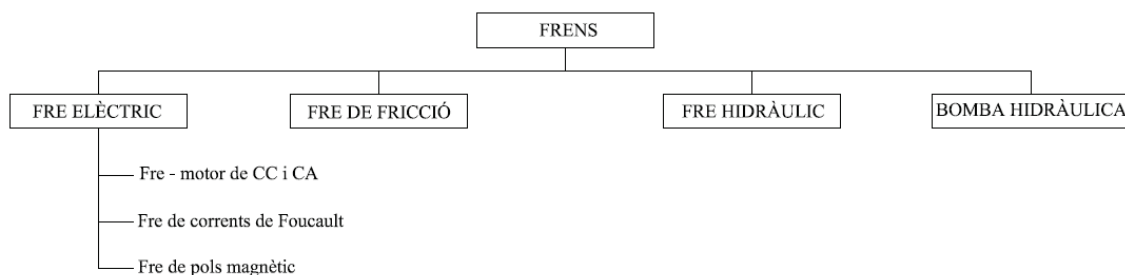 FRENS
FRE ELÈCTRIC
FRE DE FRICCIÓ
FRE HIDRÀULIC
BOMBA HIDRÀULICA
Fre - motor de CC i CA
Fre de corrents de Foucault
Fre de pols magnètic